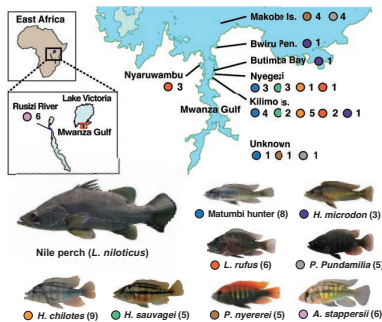 East Africa
Rusizi River
6
Lake Victoria
Mwanza Gulf
Makobe Is. 4 4
Bwiru Pen. 1
Butimba Bay 1
Nyaruwambu
3
Nyegezi
3 3 1 1 1
Kilimo Is.
4 2 5 2 1
Mwanza Gulf
Unknown
1 1 1
Nile perch (L. niloticus)
Matumbi hunter (8)
H. microdon (3)
L. rufus (6)
P. Pundamilia (5)
H. chilotes (9)
H. sauvagei (5)
P. nyererei (5)
A. stappersii (6)